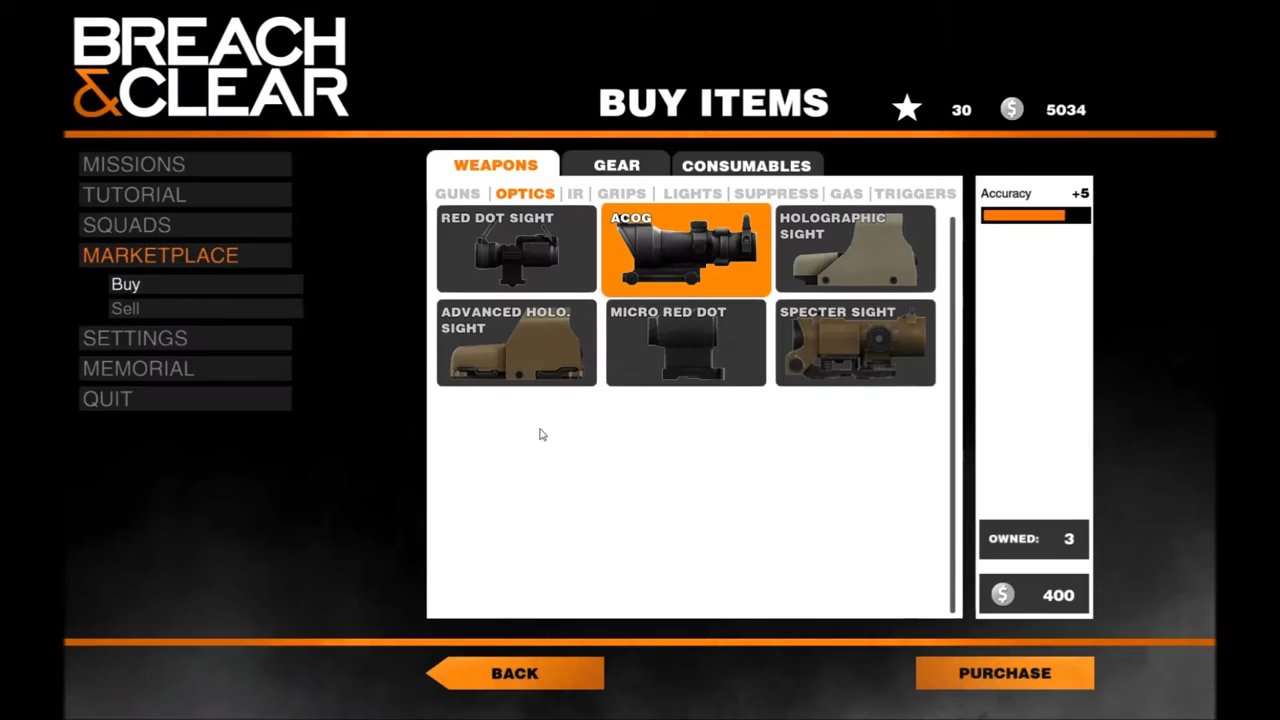 BREACH
&CLEAR
BUY ITEMS
30
5034
MISSIONS
TUTORIAL
SQUADS
MARKETPLACE
Buy
Sell
SETTINGS
MEMORIAL
QUIT
WEAPONS GEAR CONSUMABLES
GUNS | OPTICS | IR | GRIPS | LIGHTS | SUPPRESS | GAS | TRIGGERS
RED DOT SIGHT
ACOG
HOLOGRAPHIC
SIGHT
ADVANCED HOLO.
SIGHT
MICRO RED DOT
SPECTER SIGHT
Accuracy +5
OWNED: 3
$ 400
BACK
PURCHASE